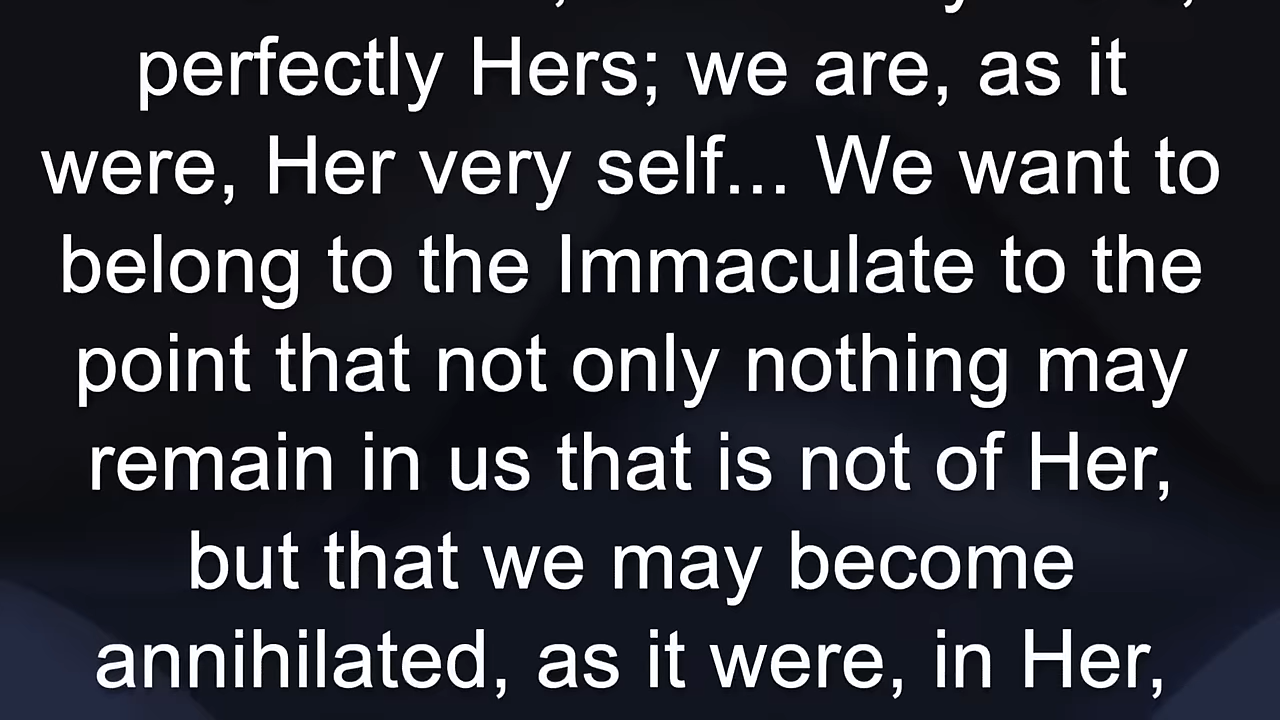 perfectly Hers; we are, as it
were, Her very self... We want to
belong to the Immaculate to the
point that not only nothing may
remain in us that is not of Her,
but that we may become
annihilated, as it were, in Her,